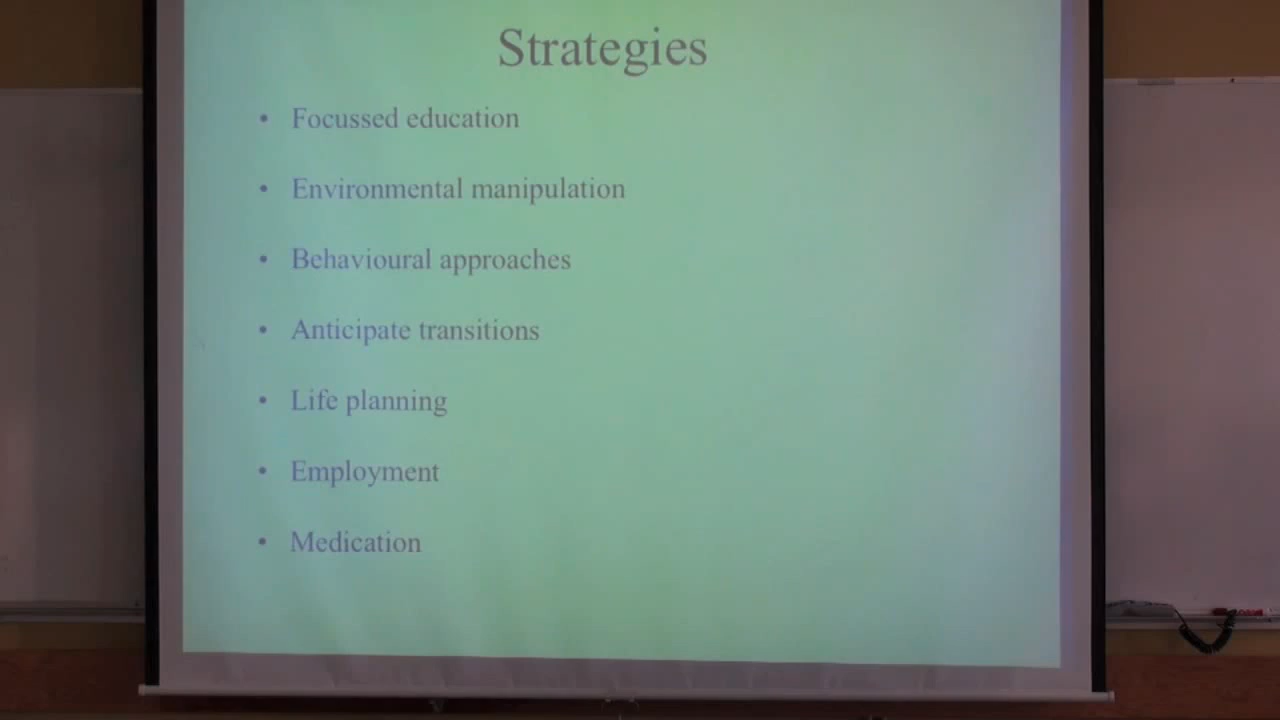 Strategies
• Focussed education
• Environmental manipulation
• Behavioural approaches
• Anticipate transitions
• Life planning
• Employment
• Medication